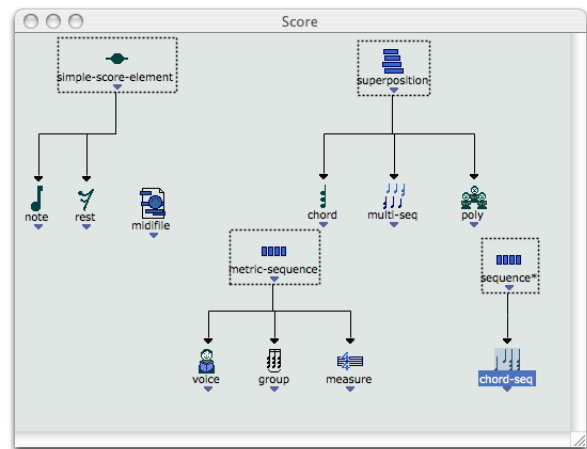 Score
simple-score-element
superposition
note
rest
midifile
chord
multi-seq
poly
metric-sequence
sequence*
voice
group
measure
chord-seq